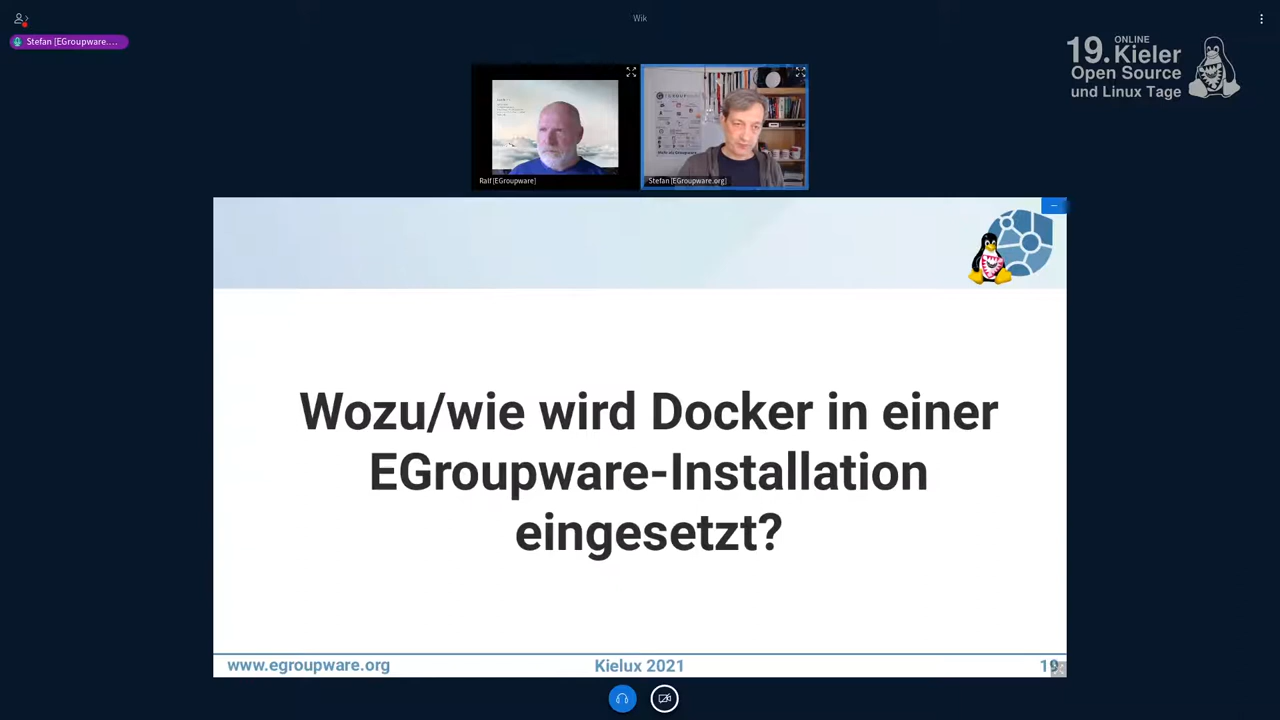 Wik
Stefan [EGroupware....
ONLINE
19. Kieler
Open Source
und Linux Tage
Ralf [EGroupware]
Stefan [EGroupware.org]
Wozu/wie wird Docker in einer
EGroupware-Installation
eingesetzt?
www.egroupware.org
Kielux 2021
19